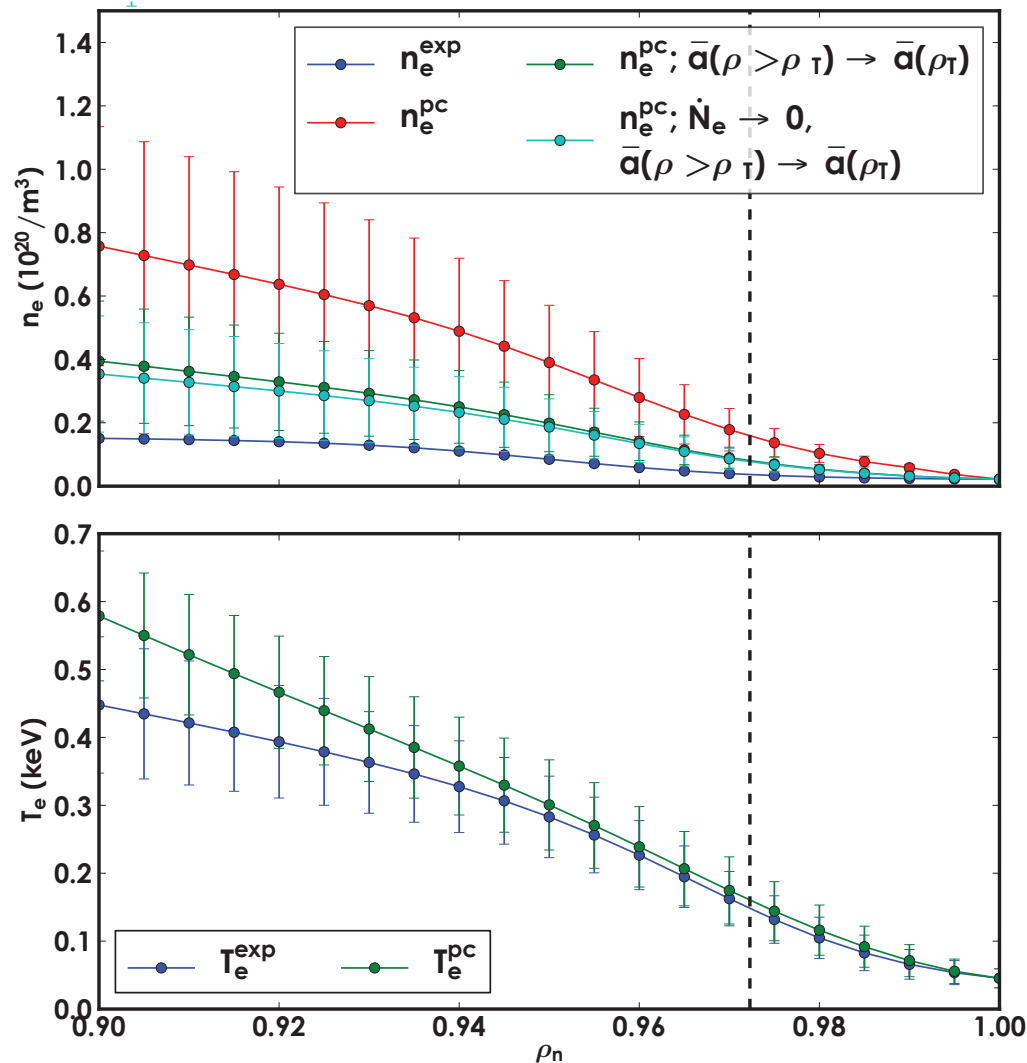 1.4
1.2
1.0
0.8
0.6
0.4
0.2
0.0
n_e (10^20/m^3)
n_e^exp
n_e^pc
n_e^pc; ā(ρ >ρ_T) → ā(ρ_T)
n_e^pc; Ṅ_e → 0,
ā(ρ >ρ_T) → ā(ρ_T)
0.7
0.6
0.5
0.4
0.3
0.2
0.1
0.0
T_e (keV)
T_e^exp T_e^pc
0.90 0.92 0.94 0.96 0.98 1.00
ρ_n